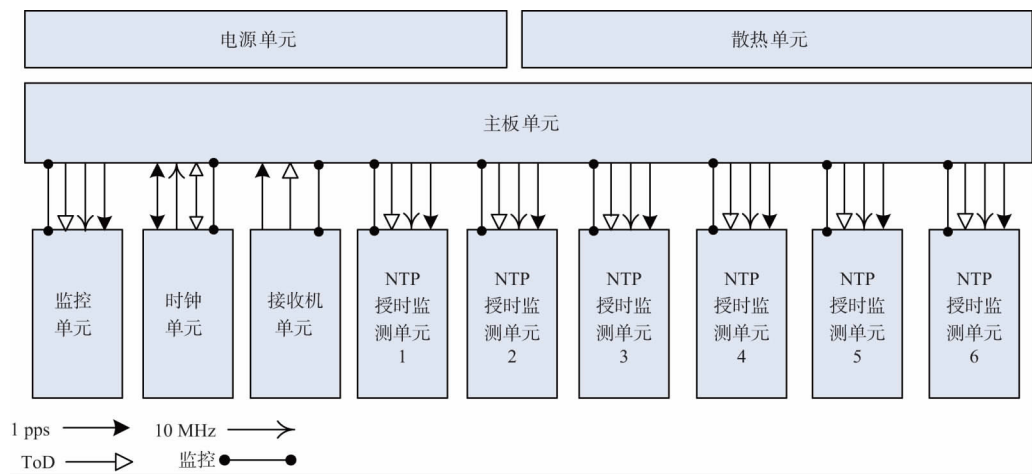 电源单元
散热单元
主板单元
监控
单元
时钟
单元
接收机
单元
NTP
授时监
测单元
1
NTP
授时监
测单元
2
NTP
授时监
测单元
3
NTP
授时监
测单元
4
NTP
授时监
测单元
5
NTP
授时监
测单元
6
1 pps
10 MHz
ToD
监控